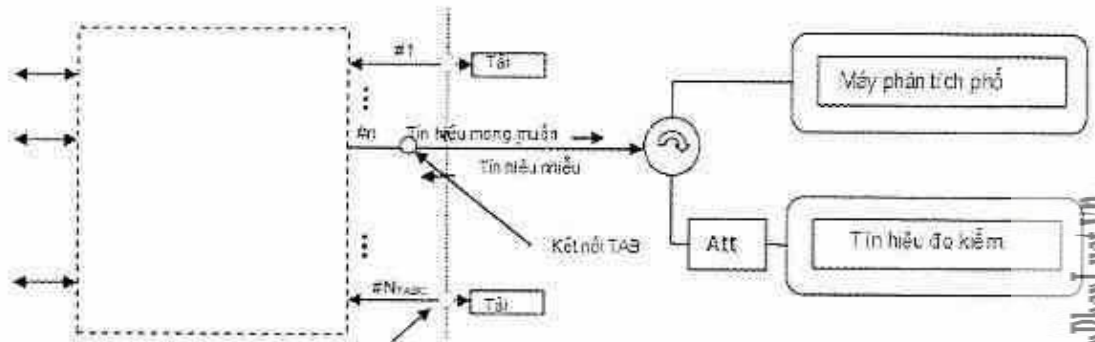 #1
Tải
Máy phân tích phổ
#n
Tín hiệu mong muốn
Tín hiệu nhiễu
Kết nối TAB
Att
Tín hiệu đo kiểm
#NTABC
Tải